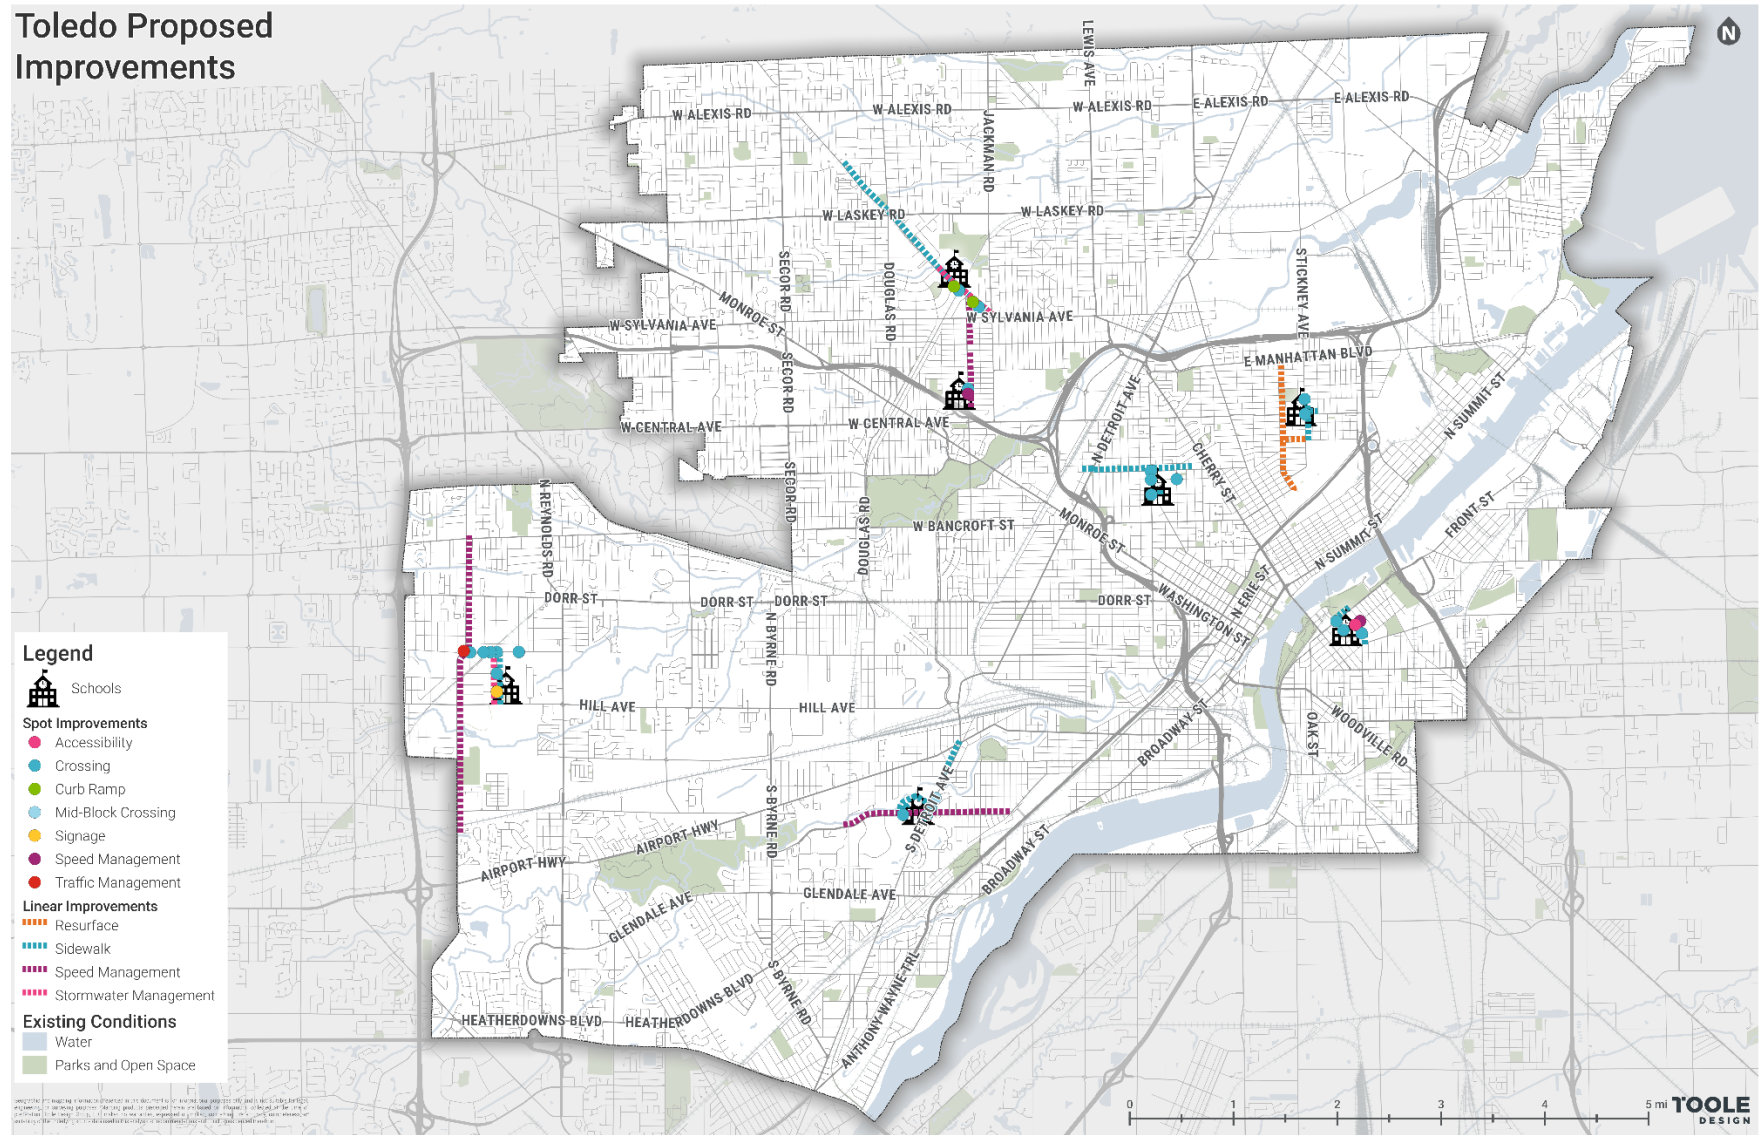 Toledo Proposed
Improvements
N
LEWIS AVE
W ALEXIS RD
W ALEXIS RD
W ALEXIS RD
E ALEXIS RD
E ALEXIS RD
JACKMAN RD
W LASKEY RD
W LASKEY RD
SECOR RD
DOUGLAS RD
STICKNEY AVE
MONROE ST
W SYLVANIA AVE
W SYLVANIA AVE
SECOR RD
E MANHATTAN BLVD
N DETROIT AVE
N SUMMIT ST
W CENTRAL AVE
W CENTRAL AVE
CHERRY ST
SECOR RD
N REYNOLDS RD
DOUGLAS RD
W BANCROFT ST
MONROE ST
N SUMMIT ST
FRONT ST
DORR ST
DORR ST
DORR ST
DORR ST
WASHINGTON ST
N ERIE ST
N BYRNE RD
HILL AVE
HILL AVE
BROADWAY ST
OAK ST
WOODVILLE RD
S BYRNE RD
S DETROIT AVE
AIRPORT HWY
AIRPORT HWY
BROADWAY ST
GLENDALE AVE
GLENDALE AVE
S BYRNE RD
ANTHONY WAYNE TRL
HEATHERDOWNS BLVD
HEATHERDOWNS BLVD
Legend
Schools
Spot Improvements
Accessibility
Crossing
Curb Ramp
Mid-Block Crossing
Signage
Speed Management
Traffic Management
Linear Improvements
Resurface
Sidewalk
Speed Management
Stormwater Management
Existing Conditions
Water
Parks and Open Space
0 1 2 3 4 5 mi
TOOLE
DESIGN